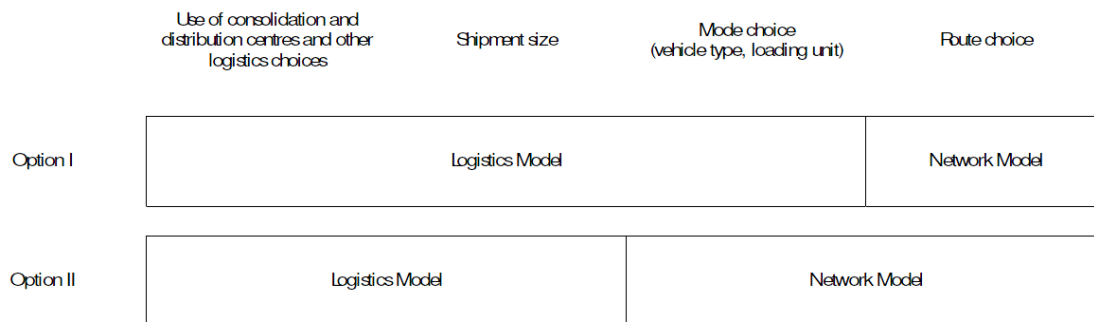 Use of consolidation and
distribution centres and other
logistics choices
Shipment size
Mode choice
(vehicle type, loading unit)
Route choice
Option I
Logistics Model
Network Model
Option II
Logistics Model
Network Model